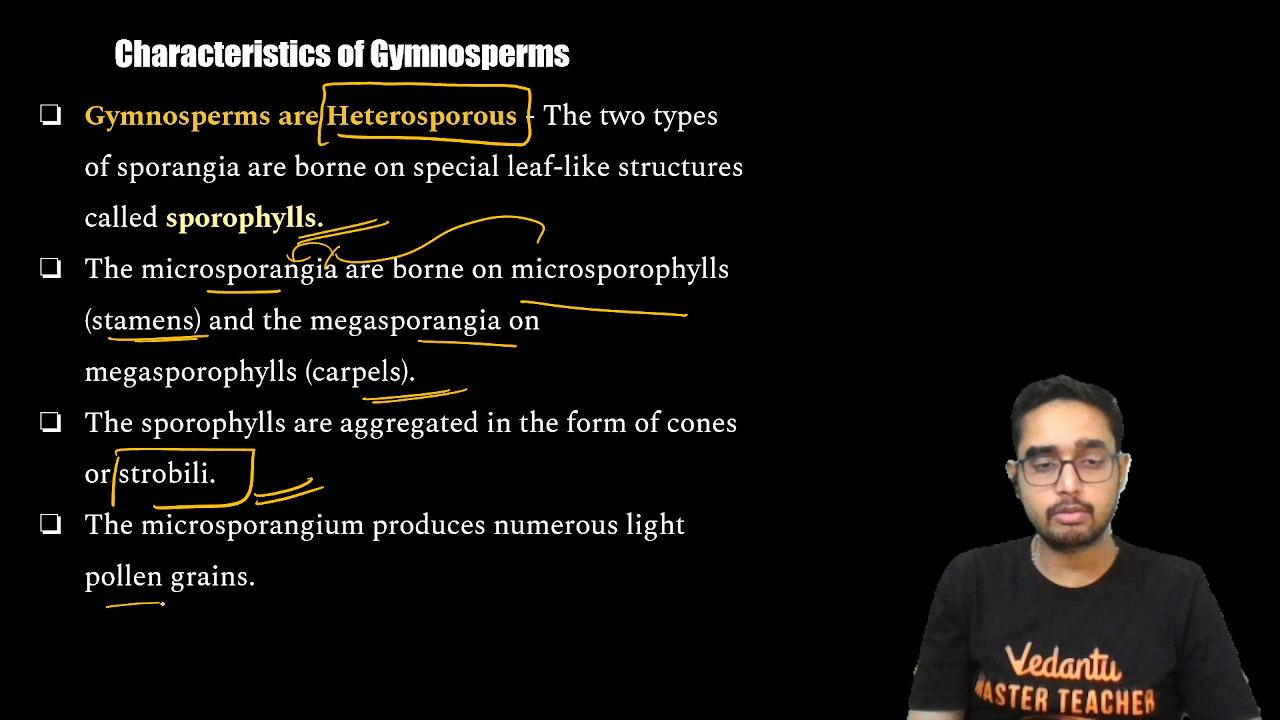 Characteristics of Gymnosperms
❑ Gymnosperms are Heterosporous - The two types
of sporangia are borne on special leaf-like structures
called sporophylls.
❑ The microsporangia are borne on microsporophylls
(stamens) and the megasporangia on
megasporophylls (carpels).
❑ The sporophylls are aggregated in the form of cones
or strobili.
❑ The microsporangium produces numerous light
pollen grains.
Vedantu
MASTER TEACHER